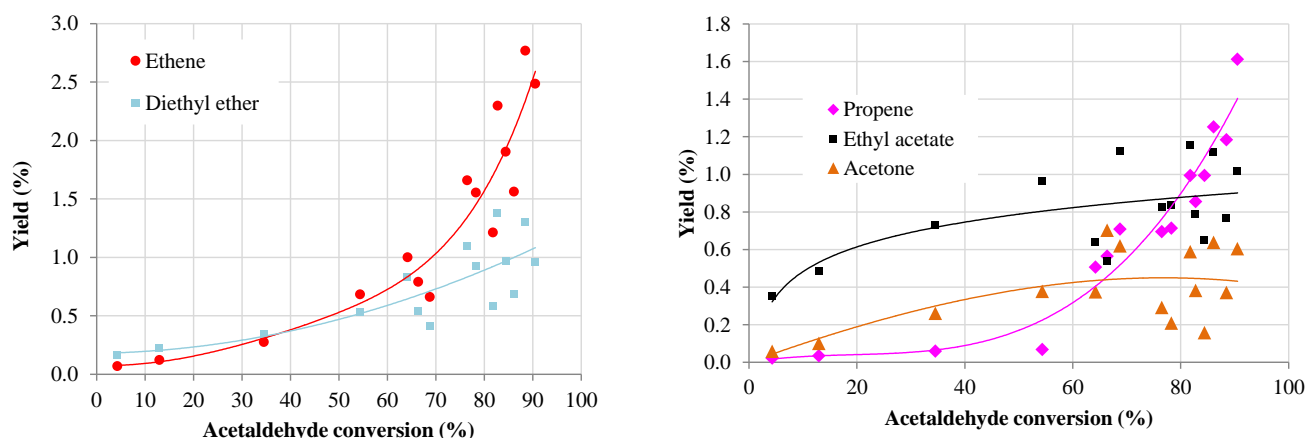 3.0
2.5
2.0
1.5
1.0
0.5
0.0
Yield (%)
Ethene
Diethyl ether
0 10 20 30 40 50 60 70 80 90 100
Acetaldehyde conversion (%)
1.8
1.6
1.4
1.2
1.0
0.8
0.6
0.4
0.2
0.0
Yield (%)
Propene
Ethyl acetate
Acetone
0 20 40 60 80 100
Acetaldehyde conversion (%)